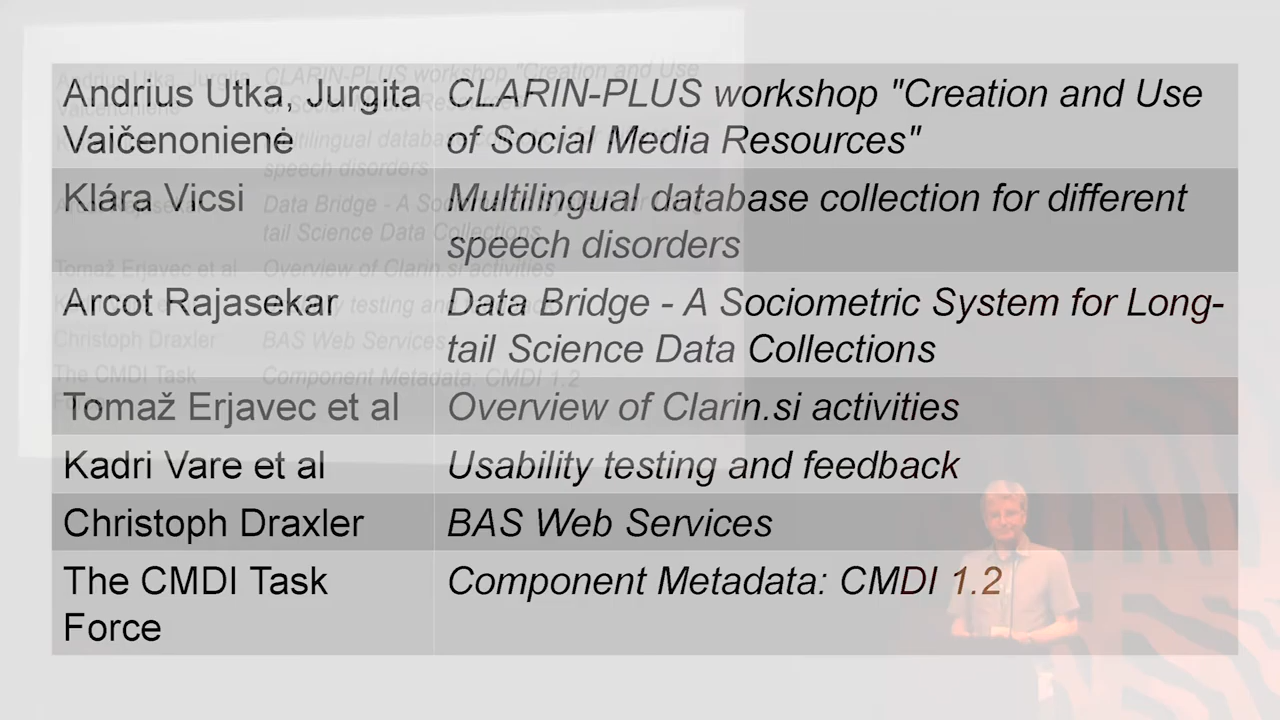 Andrius Utka, Jurgita
Vaičenonienė
CLARIN-PLUS workshop "Creation and Use
of Social Media Resources"
Klára Vicsi
Multilingual database collection for different
speech disorders
Arcot Rajasekar
Data Bridge - A Sociometric System for Long-
tail Science Data Collections
Tomaž Erjavec et al
Overview of Clarin.si activities
Kadri Vare et al
Usability testing and feedback
Christoph Draxler
BAS Web Services
The CMDI Task
Force
Component Metadata: CMDI 1.2